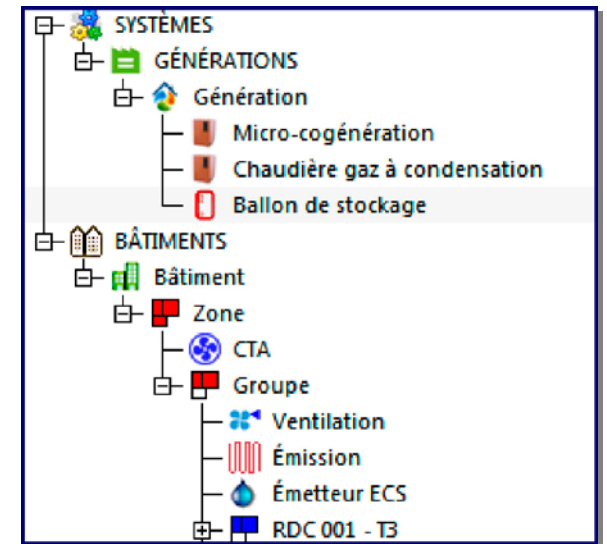 SYSTÈMES
GÉNÉRATIONS
Génération
Micro-cogénération
Chaudière gaz à condensation
Ballon de stockage
BÂTIMENTS
Bâtiment
Zone
CTA
Groupe
Ventilation
Émission
Émetteur ECS
RDC 001 - T3